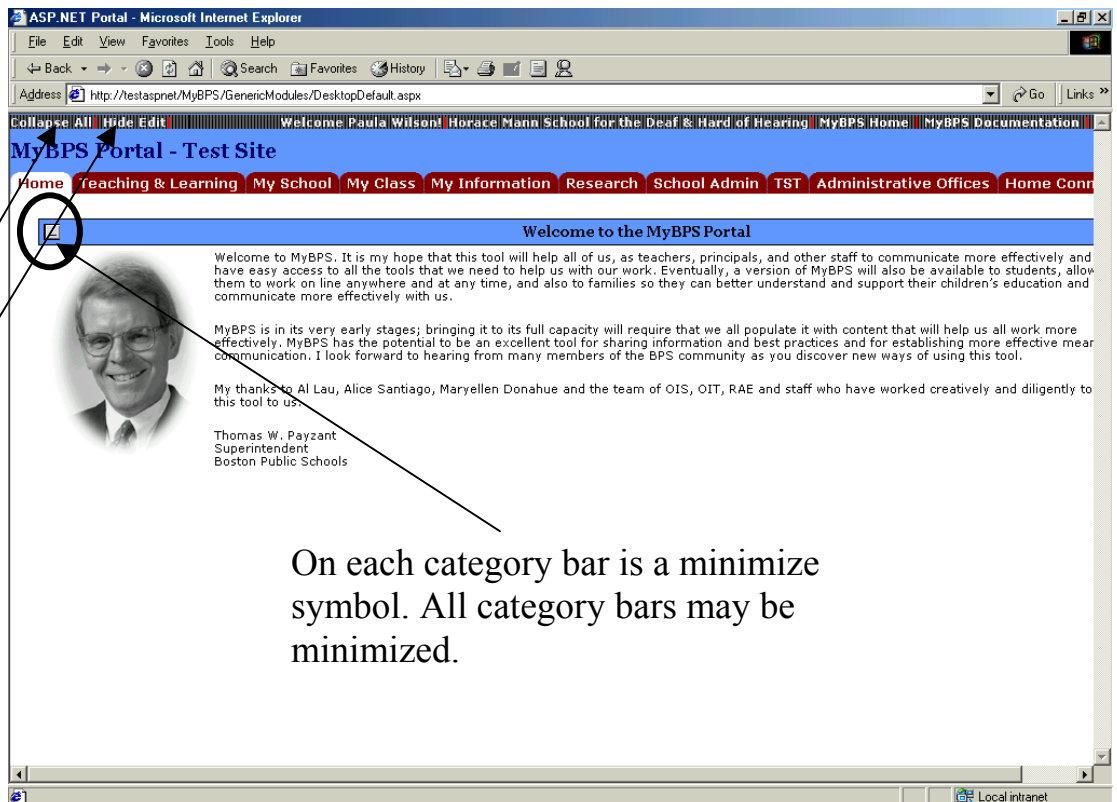 ASP.NET Portal - Microsoft Internet Explorer
File Edit View Favorites Tools Help
Back Search Favorites History
Address http://testaspnet/MyBPS/GenericModules/DesktopDefault.aspx Go Links »
Collapse All Hide Edit Welcome Paula Wilson! Horace Mann School for the Deaf & Hard of Hearing MyBPS Home MyBPS Documentation
MyBPS Portal - Test Site
Home Teaching & Learning My School My Class My Information Research School Admin TST Administrative Offices Home Conn
Welcome to the MyBPS Portal
Welcome to MyBPS. It is my hope that this tool will help all of us, as teachers, principals, and other staff to communicate more effectively and
have easy access to all the tools that we need to help us with our work. Eventually, a version of MyBPS will also be available to students, allow
them to work on line anywhere and at any time, and also to families so they can better understand and support their children's education and
communicate more effectively with us.
MyBPS is in its very early stages; bringing it to its full capacity will require that we all populate it with content that will help us all work more
effectively. MyBPS has the potential to be an excellent tool for sharing information and best practices and for establishing more effective mear
communication. I look forward to hearing from many members of the BPS community as you discover new ways of using this tool.
My thanks to Al Lau, Alice Santiago, Maryellen Donahue and the team of OIS, OIT, RAE and staff who have worked creatively and diligently to
this tool to us.
Thomas W. Payzant
Superintendent
Boston Public Schools
On each category bar is a minimize
symbol. All category bars may be
minimized.
Local intranet